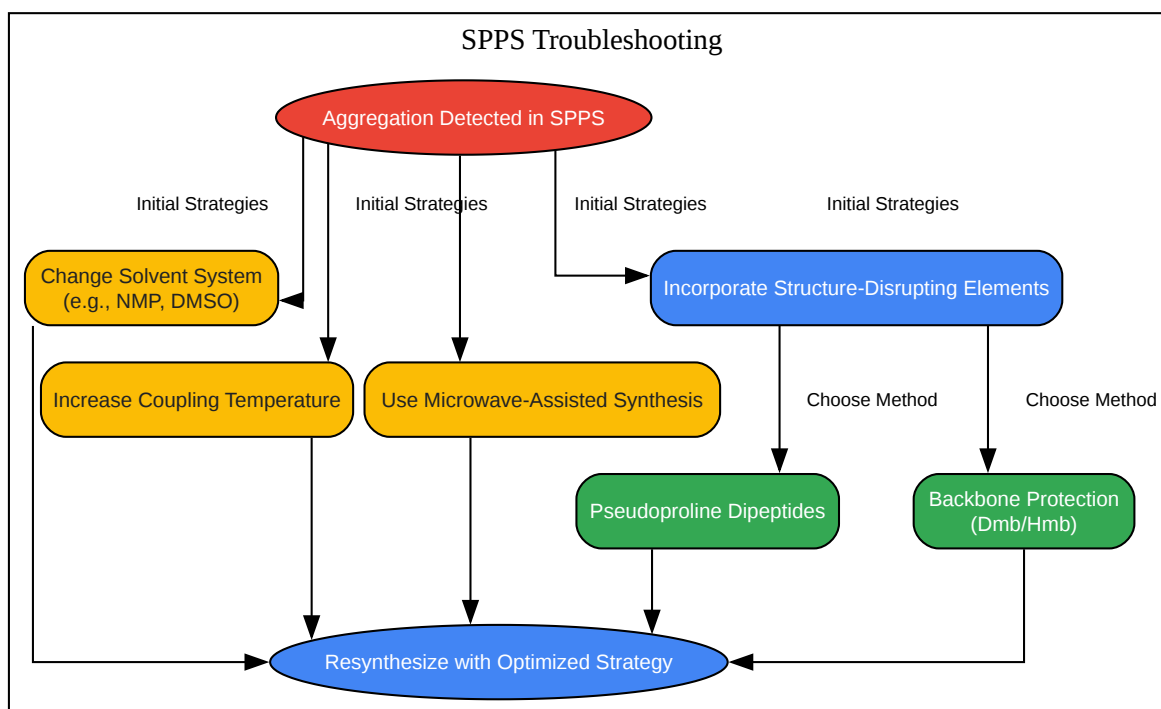 SPPS Troubleshooting
Aggregation Detected in SPPS
Initial Strategies
Initial Strategies
Initial Strategies
Initial Strategies
Change Solvent System
(e.g., NMP, DMSO)
Incorporate Structure-Disrupting Elements
Increase Coupling Temperature
Use Microwave-Assisted Synthesis
Choose Method
Choose Method
Pseudoproline Dipeptides
Backbone Protection
(Dmb/Hmb)
Resynthesize with Optimized Strategy